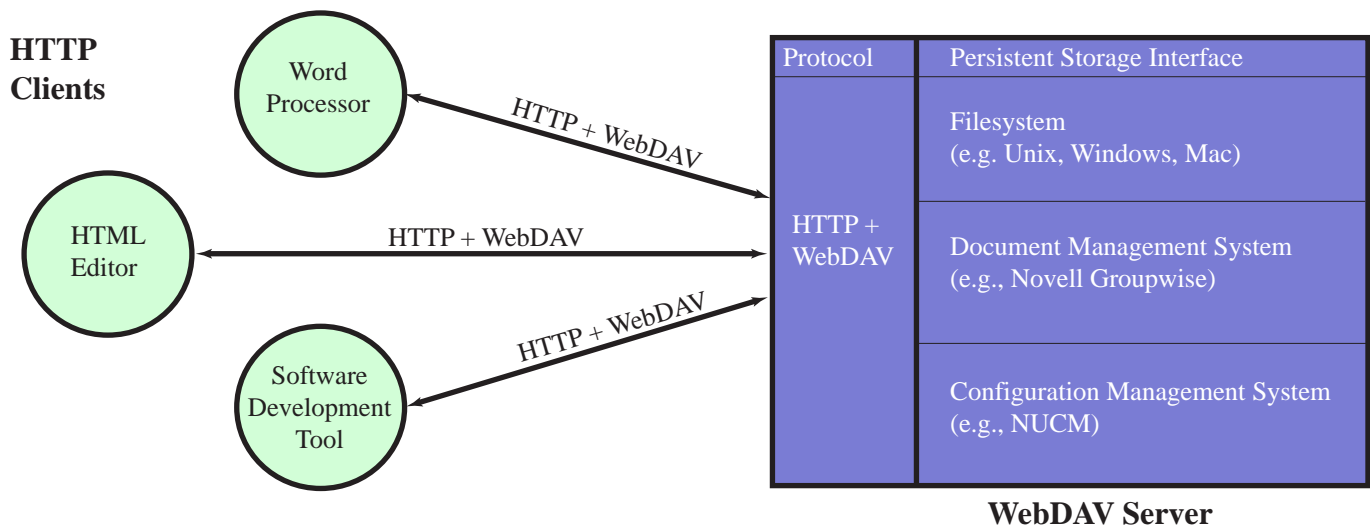 HTTP
Clients
Word
Processor
HTTP + WebDAV
HTML
Editor
HTTP + WebDAV
Software
Development
Tool
HTTP + WebDAV
Protocol
Persistent Storage Interface
HTTP +
WebDAV
Filesystem
(e.g. Unix, Windows, Mac)
Document Management System
(e.g., Novell Groupwise)
Configuration Management System
(e.g., NUCM)
WebDAV Server